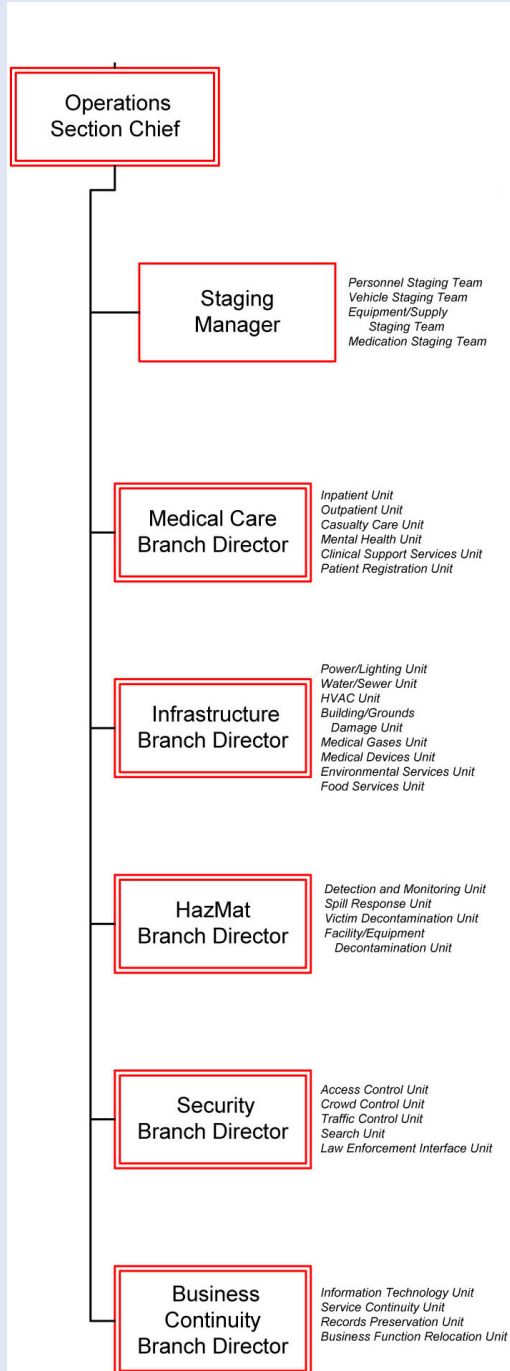 Operations
Section Chief
Staging
Manager
Personnel Staging Team
Vehicle Staging Team
Equipment/Supply
Staging Team
Medication Staging Team
Medical Care
Branch Director
Inpatient Unit
Outpatient Unit
Casualty Care Unit
Mental Health Unit
Clinical Support Services Unit
Patient Registration Unit
Infrastructure
Branch Director
Power/Lighting Unit
Water/Sewer Unit
HVAC Unit
Building/Grounds
Damage Unit
Medical Gases Unit
Medical Devices Unit
Environmental Services Unit
Food Services Unit
HazMat
Branch Director
Detection and Monitoring Unit
Spill Response Unit
Victim Decontamination Unit
Facility/Equipment
Decontamination Unit
Security
Branch Director
Access Control Unit
Crowd Control Unit
Traffic Control Unit
Search Unit
Law Enforcement Interface Unit
Business
Continuity
Branch Director
Information Technology Unit
Service Continuity Unit
Records Preservation Unit
Business Function Relocation Unit